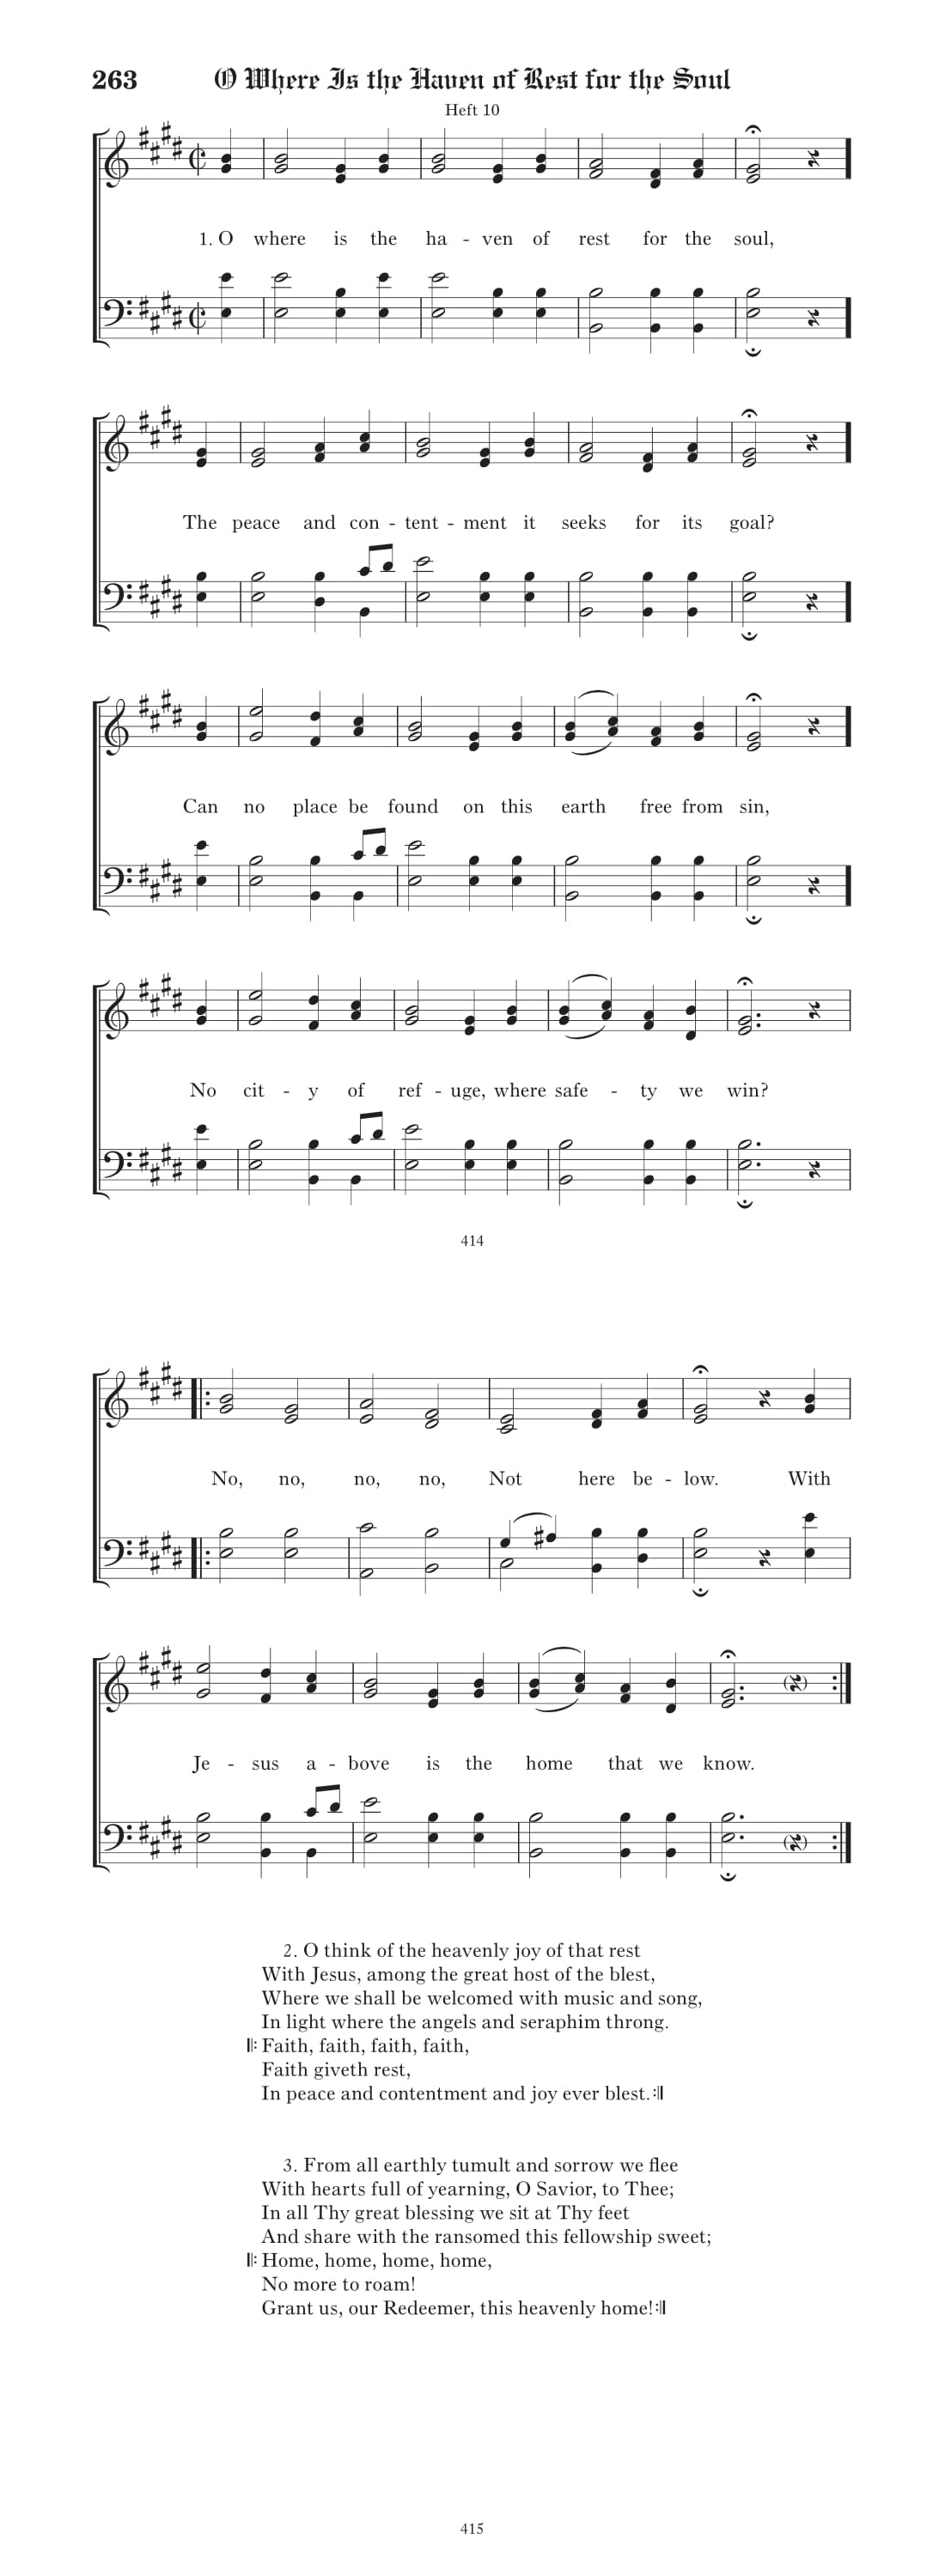 263 O Where Is the Haven of Rest for the Soul
Heft 10
1. O where is the ha - ven of rest for the soul,
The peace and con - tent - ment it seeks for its goal?
Can no place be found on this earth free from sin,
No cit - y of ref - uge, where safe - ty we win?
414
No, no, no, no, Not here be - low. With
Je - sus a - bove is the home that we know.
2. O think of the heavenly joy of that rest
With Jesus, among the great host of the blest,
Where we shall be welcomed with music and song,
In light where the angels and seraphim throng.
𝄆 Faith, faith, faith, faith,
Faith giveth rest,
In peace and contentment and joy ever blest. 𝄇
3. From all earthly tumult and sorrow we flee
With hearts full of yearning, O Savior, to Thee;
In all Thy great blessing we sit at Thy feet
And share with the ransomed this fellowship sweet;
𝄆 Home, home, home, home,
No more to roam!
Grant us, our Redeemer, this heavenly home! 𝄇
415